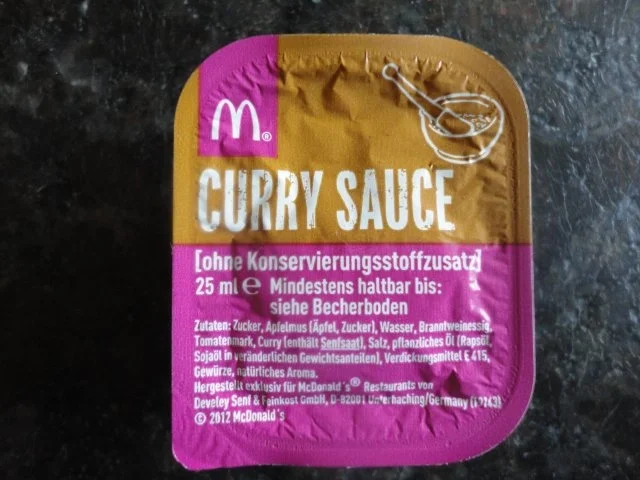 M®
CURRY SAUCE
[ohne Konservierungsstoffzusatz]
25 ml ℮ Mindestens haltbar bis:
siehe Becherboden
Zutaten: Zucker, Apfelmus (Äpfel, Zucker), Wasser, Branntweinessig,
Tomatenmark, Curry (enthält Senfsaat), Salz, pflanzliches Öl (Rapsöl,
Sojaöl in veränderlichen Gewichtsanteilen), Verdickungsmittel E 415,
Gewürze, natürliches Aroma.
Hergestellt exklusiv für McDonald´s® Restaurants von
Develey Senf & Feinkost GmbH, D-82001 Unterhaching/Germany
© 2012 McDonald´s